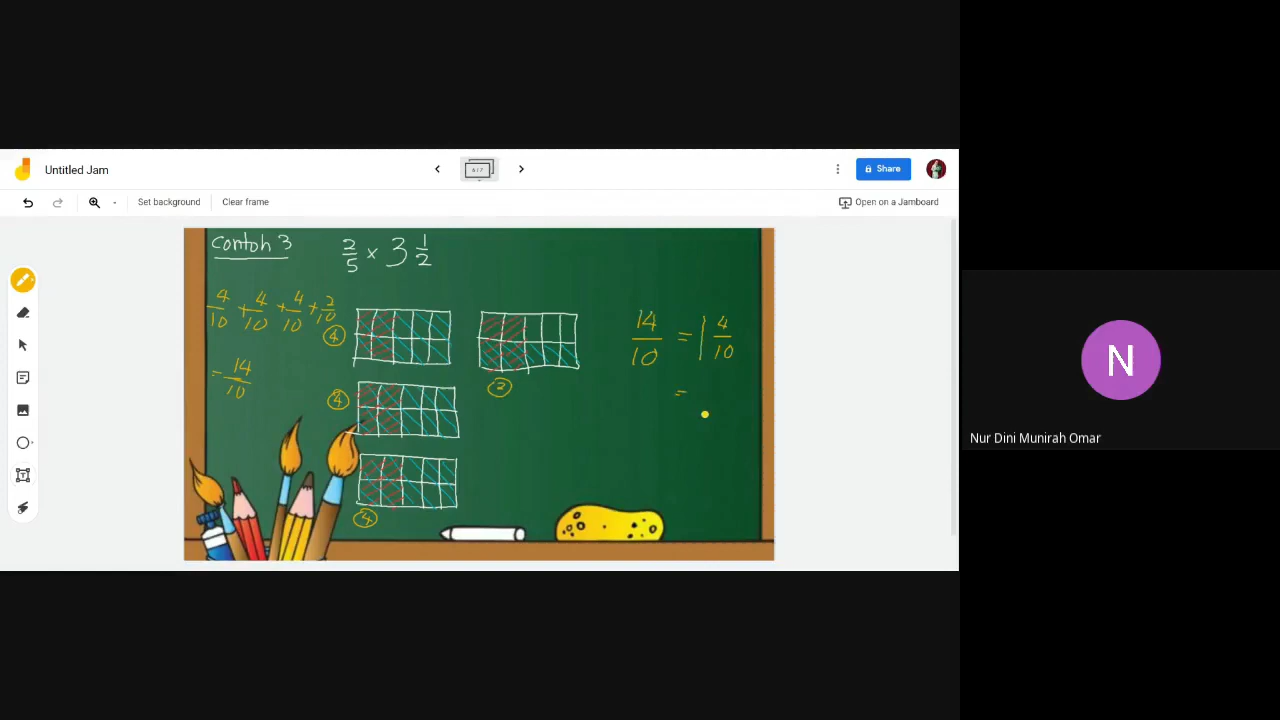 Untitled Jam
Share
Set background
Clear frame
Open on a Jamboard
Contoh 3
2/5 × 3 1/2
4/10 + 4/10 + 4/10 + 2/10
= 14/10
4
2
4
4
14/10 = 1 4/10
=
N
Nur Dini Munirah Omar